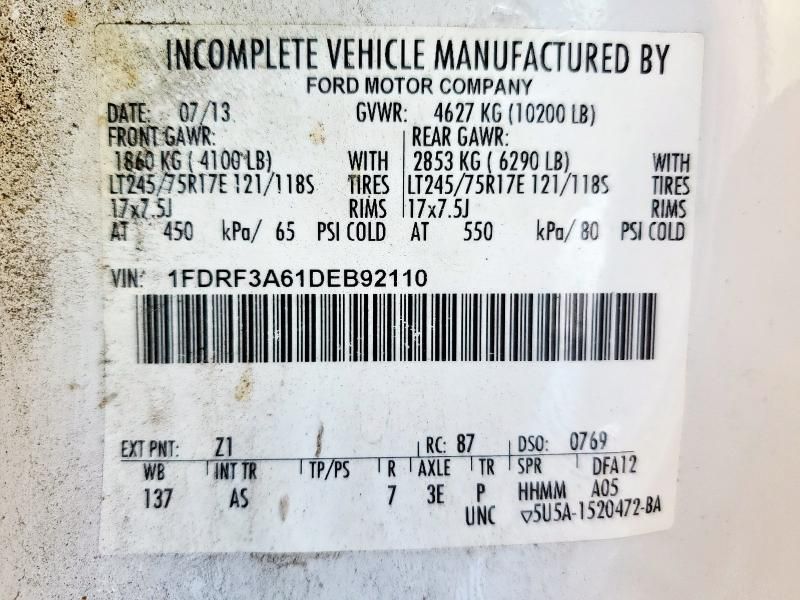 INCOMPLETE VEHICLE MANUFACTURED BY
FORD MOTOR COMPANY
DATE: 07/13 GVWR: 4627 KG (10200 LB)
FRONT GAWR: REAR GAWR:
1860 KG ( 4100 LB) WITH 2853 KG ( 6290 LB) WITH
LT245/75R17E 121/118S TIRES LT245/75R17E 121/118S TIRES
17x7.5J RIMS 17x7.5J RIMS
AT 450 kPa/ 65 PSI COLD AT 550 kPa/ 80 PSI COLD
VIN: 1FDRF3A61DEB92110
EXT PNT: Z1 RC: 87 DSO: 0769
WB INT TR TP/PS R AXLE TR SPR DFA12
137 AS 7 3E P HHMM A05
UNC ▽5U5A-1520472-BA